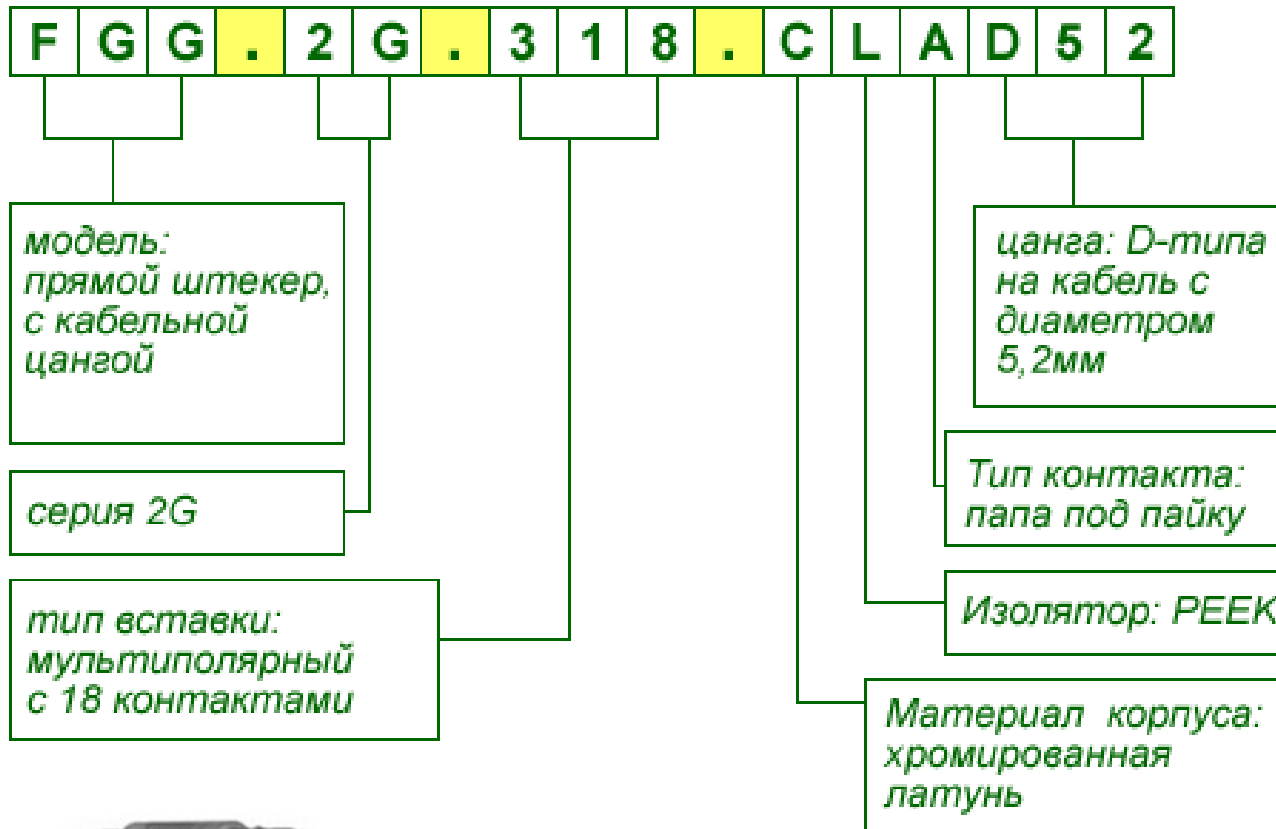 FGG.2G.318.CLAD52
модель:
прямой штекер,
с кабельной
цангой
серия 2G
тип вставки:
мультиполярный
с 18 контактами
цанга: D-типа
на кабель с
диаметром
5,2мм
Тип контакта:
папа под пайку
Изолятор: PEEK
Материал корпуса:
хромированная
латунь